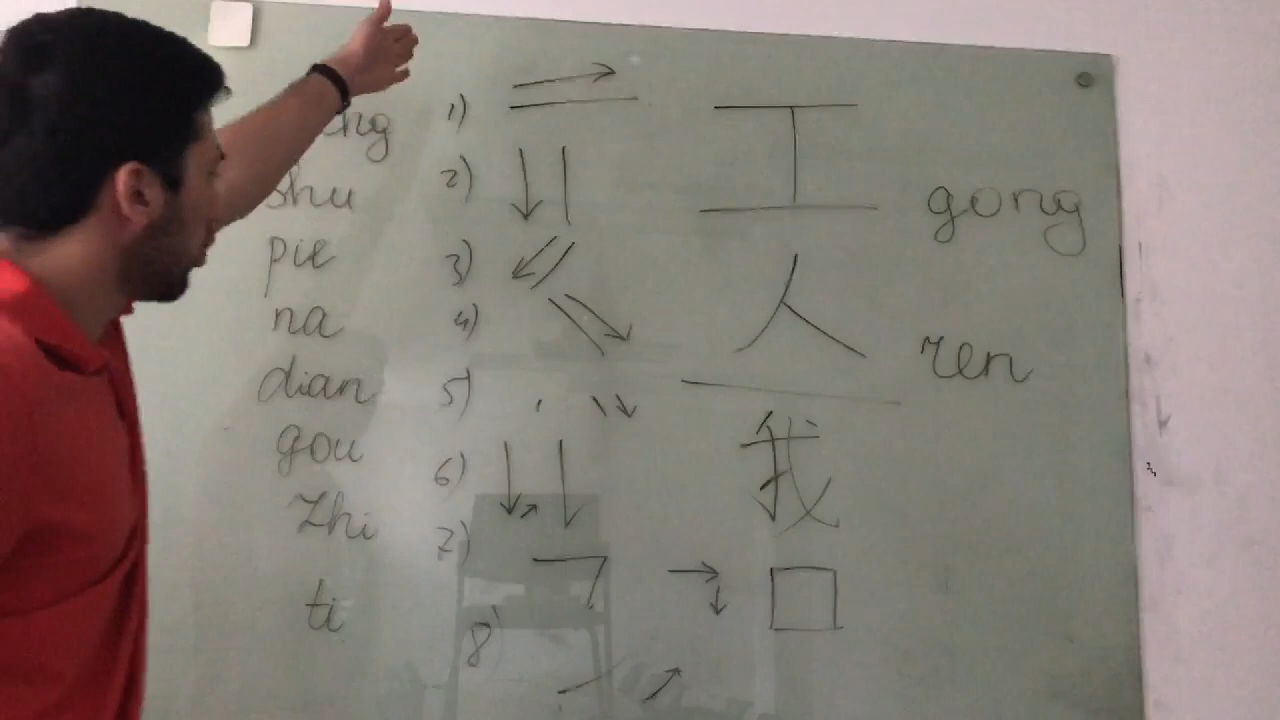 1) 工
shu 2) gong
pie 3) 人
na 4) ren
dian 5)
gou 6) 我
zhi 7)
ti 8